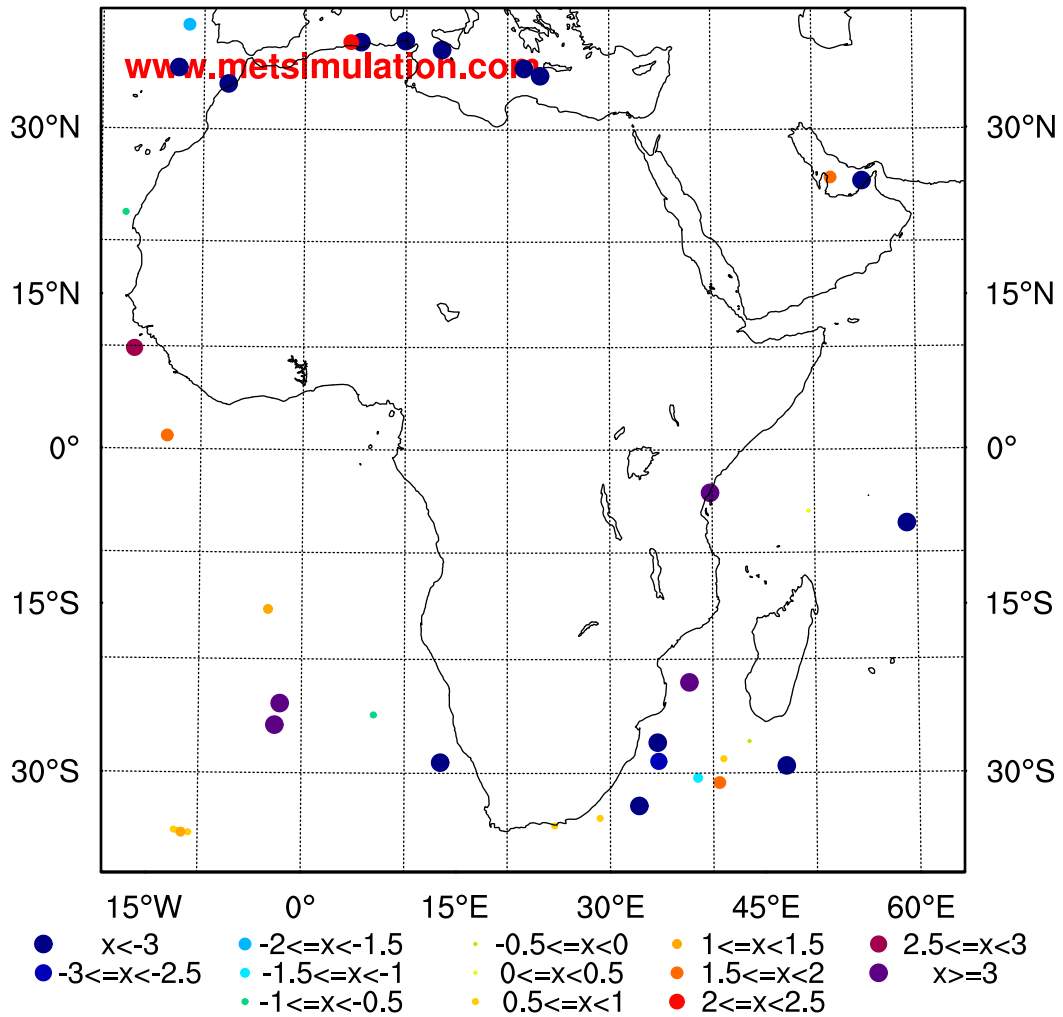 www.metsimulation.com
30°N 30°N
15°N 15°N
0° 0°
15°S 15°S
30°S 30°S
15°W 0° 15°E 30°E 45°E 60°E
x<-3 -2<=x<-1.5 -0.5<=x<0 1<=x<1.5 2.5<=x<3
-3<=x<-2.5 -1.5<=x<-1 0<=x<0.5 1.5<=x<2 x>=3
-1<=x<-0.5 0.5<=x<1 2<=x<2.5